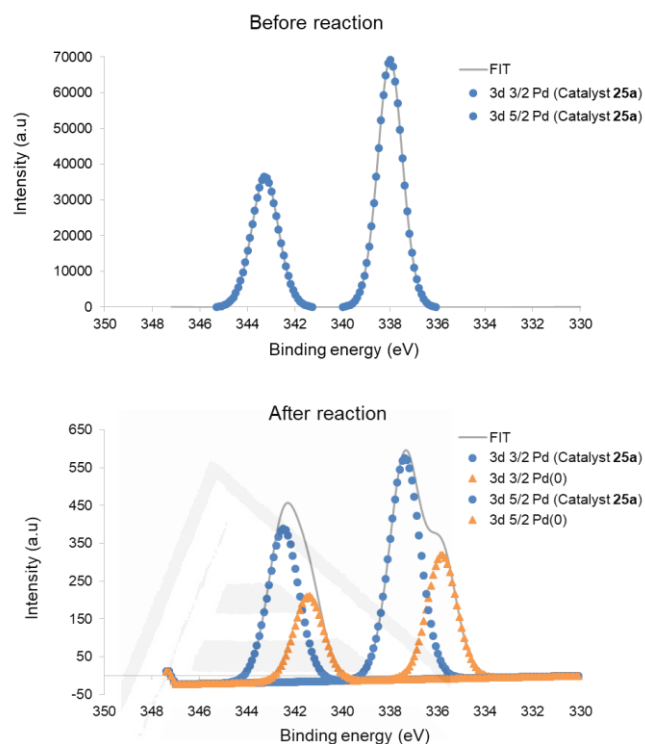 Before reaction
70000
60000
50000
40000
30000
20000
10000
0
Intensity (a.u)
FIT
3d 3/2 Pd (Catalyst 25a)
3d 5/2 Pd (Catalyst 25a)
350 348 346 344 342 340 338 336 334 332 330
Binding energy (eV)
After reaction
650
550
450
350
250
150
50
-50
Intensity (a.u)
FIT
3d 3/2 Pd (Catalyst 25a)
3d 3/2 Pd(0)
3d 5/2 Pd (Catalyst 25a)
3d 5/2 Pd(0)
350 348 346 344 342 340 338 336 334 332 330
Binding energy (eV)